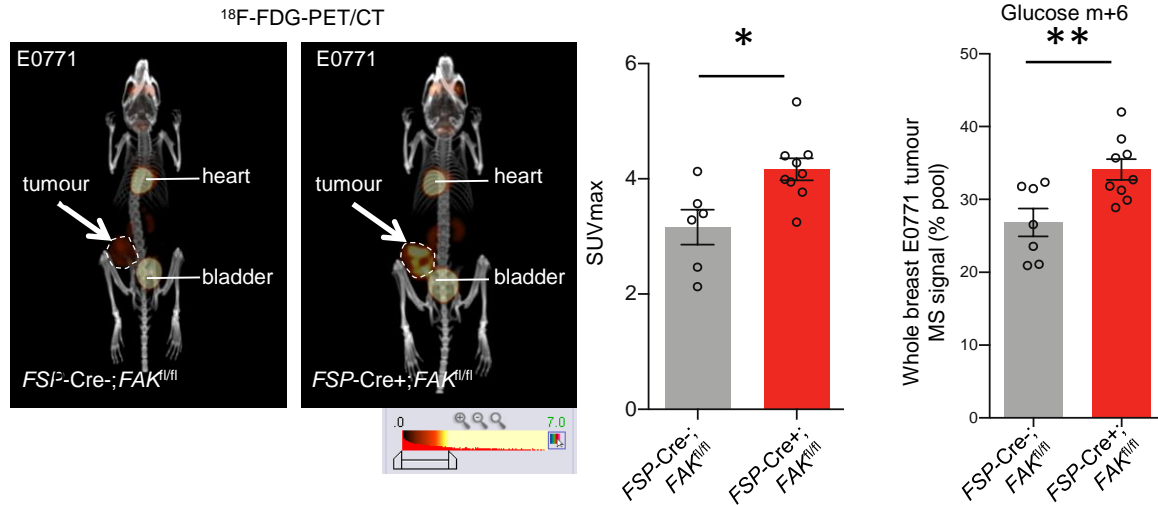 ¹⁸F-FDG-PET/CT
E0771
tumour
heart
bladder
FSP-Cre-;FAKfl/fl
E0771
tumour
heart
bladder
FSP-Cre+;FAKfl/fl
.0
7.0
*
SUVmax
6
4
2
0
FSP-Cre-;
FAKfl/fl
FSP-Cre+;
FAKfl/fl
Glucose m+6
**
Whole breast E0771 tumour
MS signal (% pool)
50
40
30
20
10
0
FSP-Cre-;
FAKfl/fl
FSP-Cre+;
FAKfl/fl